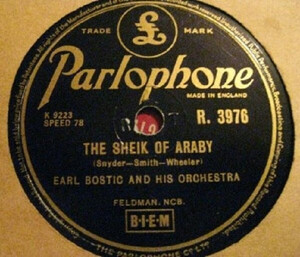 TRADE MARK
Parlophone
MADE IN ENGLAND
K 9223
SPEED 78
R. 3976
THE SHEIK OF ARABY
(Snyder–Smith–Wheeler)
EARL BOSTIC AND HIS ORCHESTRA
FELDMAN. NCB.
B·I·E·M
THE PARLOPHONE CO LTD